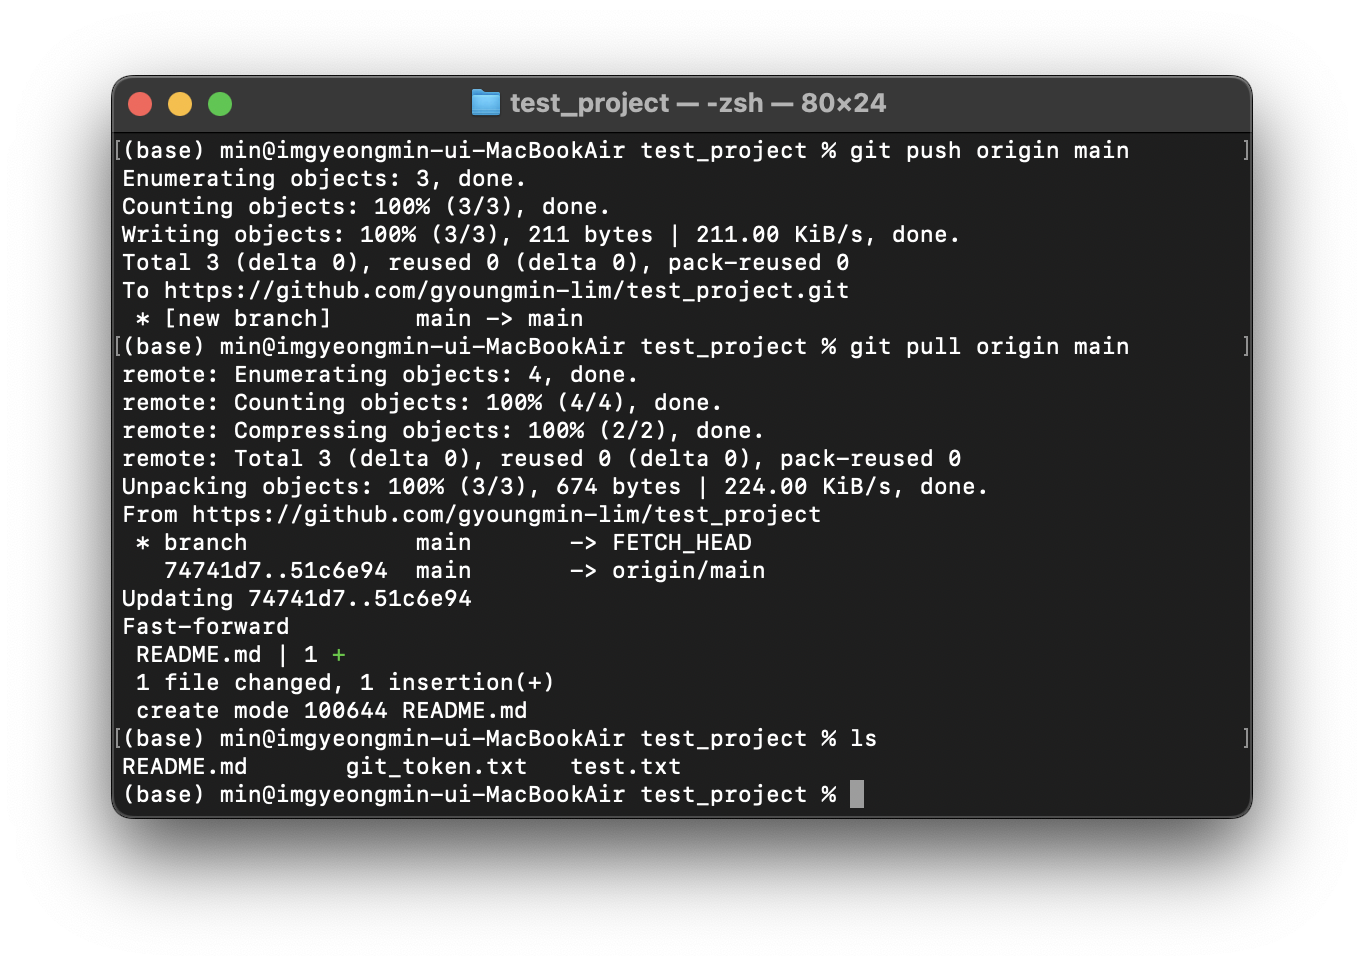 test_project — -zsh — 80×24
(base) min@imgyeongmin-ui-MacBookAir test_project % git push origin main
Enumerating objects: 3, done.
Counting objects: 100% (3/3), done.
Writing objects: 100% (3/3), 211 bytes | 211.00 KiB/s, done.
Total 3 (delta 0), reused 0 (delta 0), pack-reused 0
To https://github.com/gyoungmin-lim/test_project.git
 * [new branch]      main -> main
(base) min@imgyeongmin-ui-MacBookAir test_project % git pull origin main
remote: Enumerating objects: 4, done.
remote: Counting objects: 100% (4/4), done.
remote: Compressing objects: 100% (2/2), done.
remote: Total 3 (delta 0), reused 0 (delta 0), pack-reused 0
Unpacking objects: 100% (3/3), 674 bytes | 224.00 KiB/s, done.
From https://github.com/gyoungmin-lim/test_project
 * branch            main       -> FETCH_HEAD
   74741d7..51c6e94  main       -> origin/main
Updating 74741d7..51c6e94
Fast-forward
 README.md | 1 +
 1 file changed, 1 insertion(+)
 create mode 100644 README.md
(base) min@imgyeongmin-ui-MacBookAir test_project % ls
README.md       git_token.txt   test.txt
(base) min@imgyeongmin-ui-MacBookAir test_project %